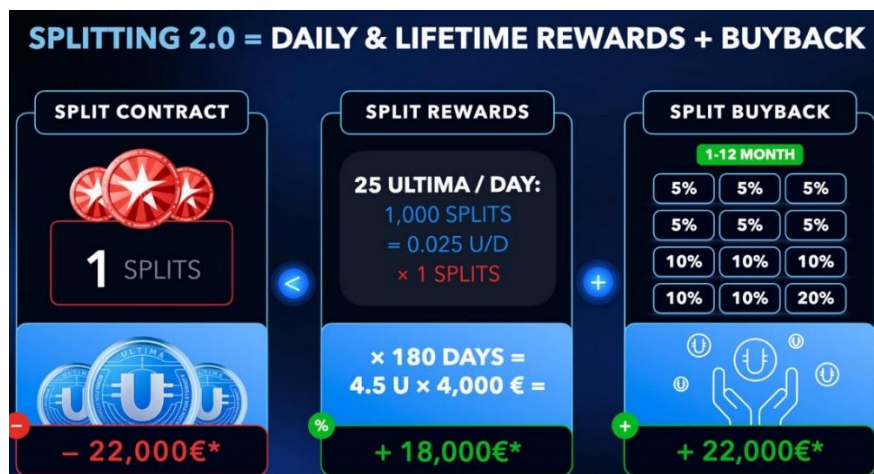 SPLITTING 2.0 = DAILY & LIFETIME REWARDS + BUYBACK
SPLIT CONTRACT
1 SPLITS
ULTIMA
− 22,000€*
<
SPLIT REWARDS
25 ULTIMA / DAY:
1,000 SPLITS
= 0.025 U/D
× 1 SPLITS
× 180 DAYS =
4.5 U × 4,000 € =
%
+ 18,000€*
+
SPLIT BUYBACK
1-12 MONTH
5% 5% 5%
5% 5% 5%
10% 10% 10%
10% 10% 20%
+ 22,000€*